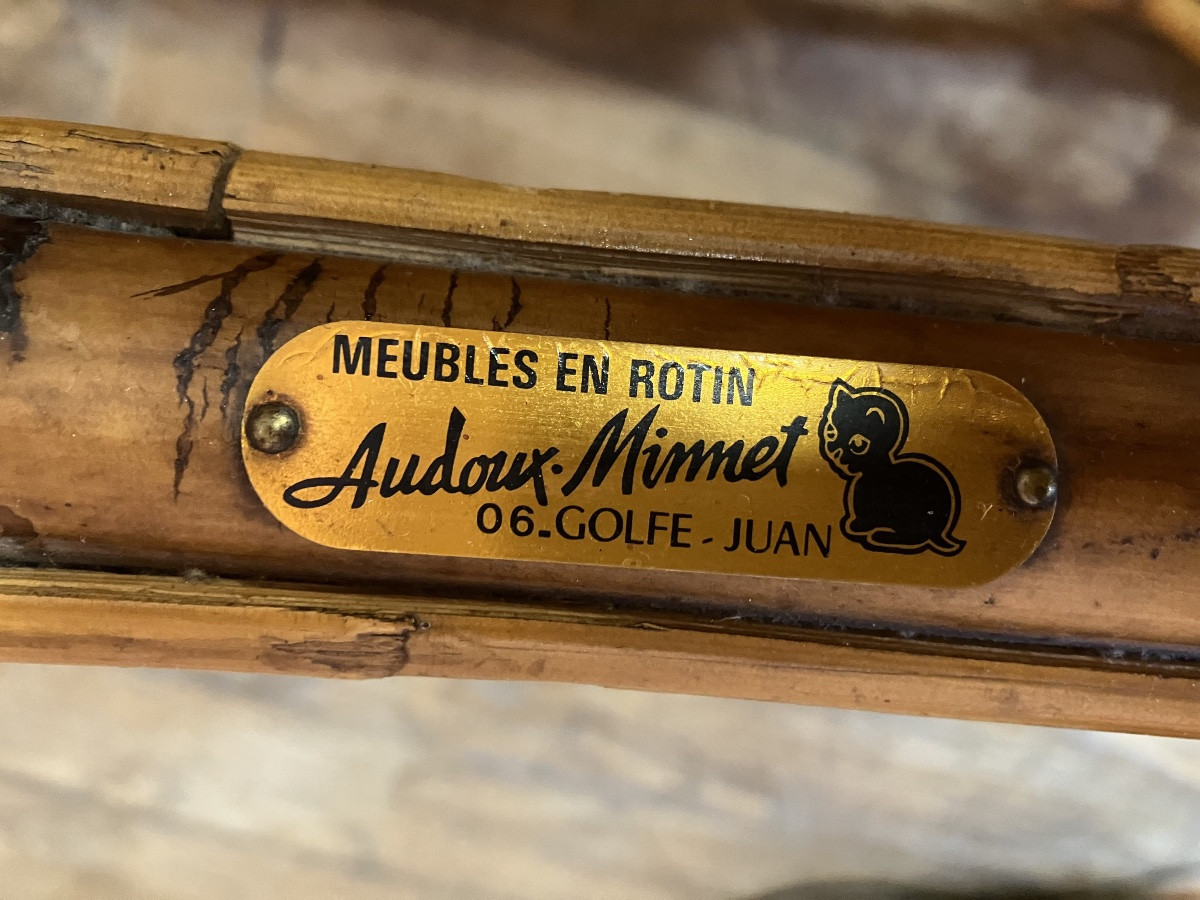 MEUBLES EN ROTIN
Audoux-Minnet
06-GOLFE-JUAN